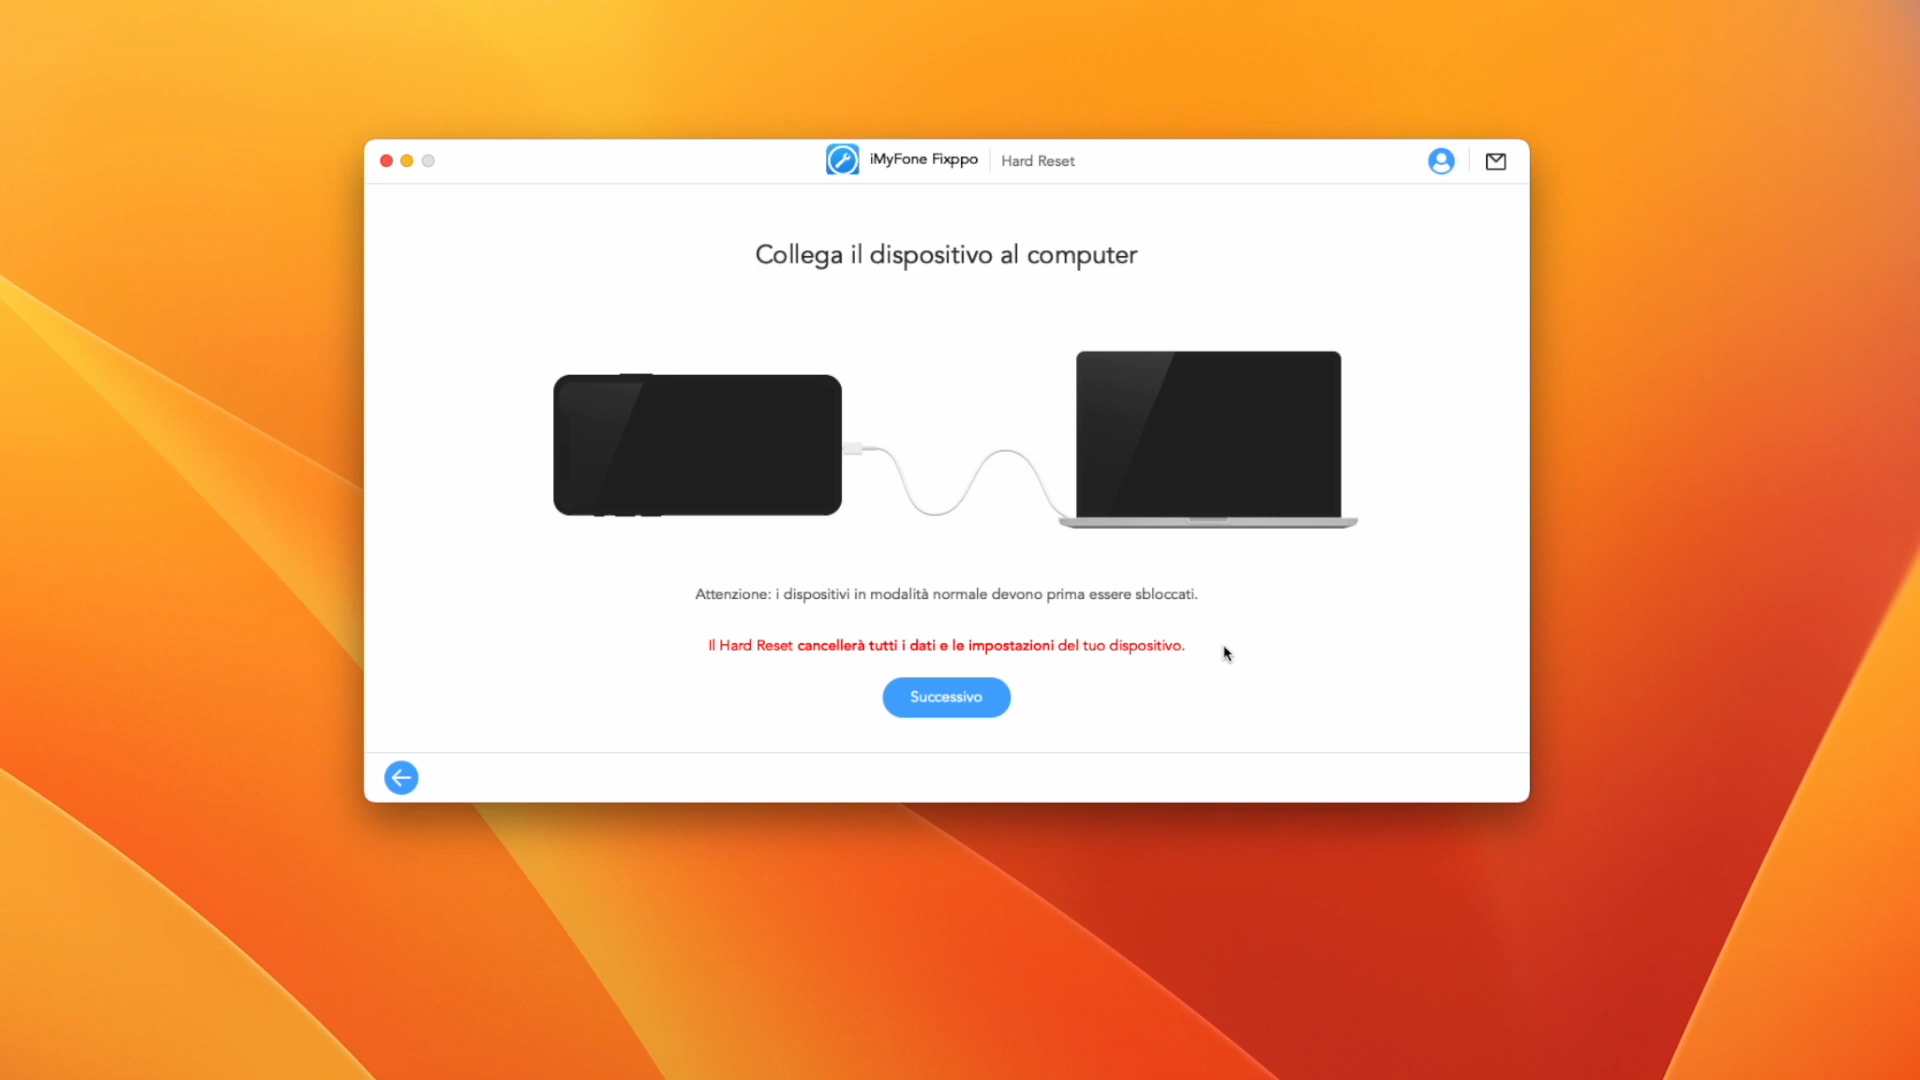 iMyFone Fixppo
Hard Reset
Collega il dispositivo al computer
Attenzione: i dispositivi in modalità normale devono prima essere sbloccati.
Il Hard Reset cancellerà tutti i dati e le impostazioni del tuo dispositivo.
Successivo